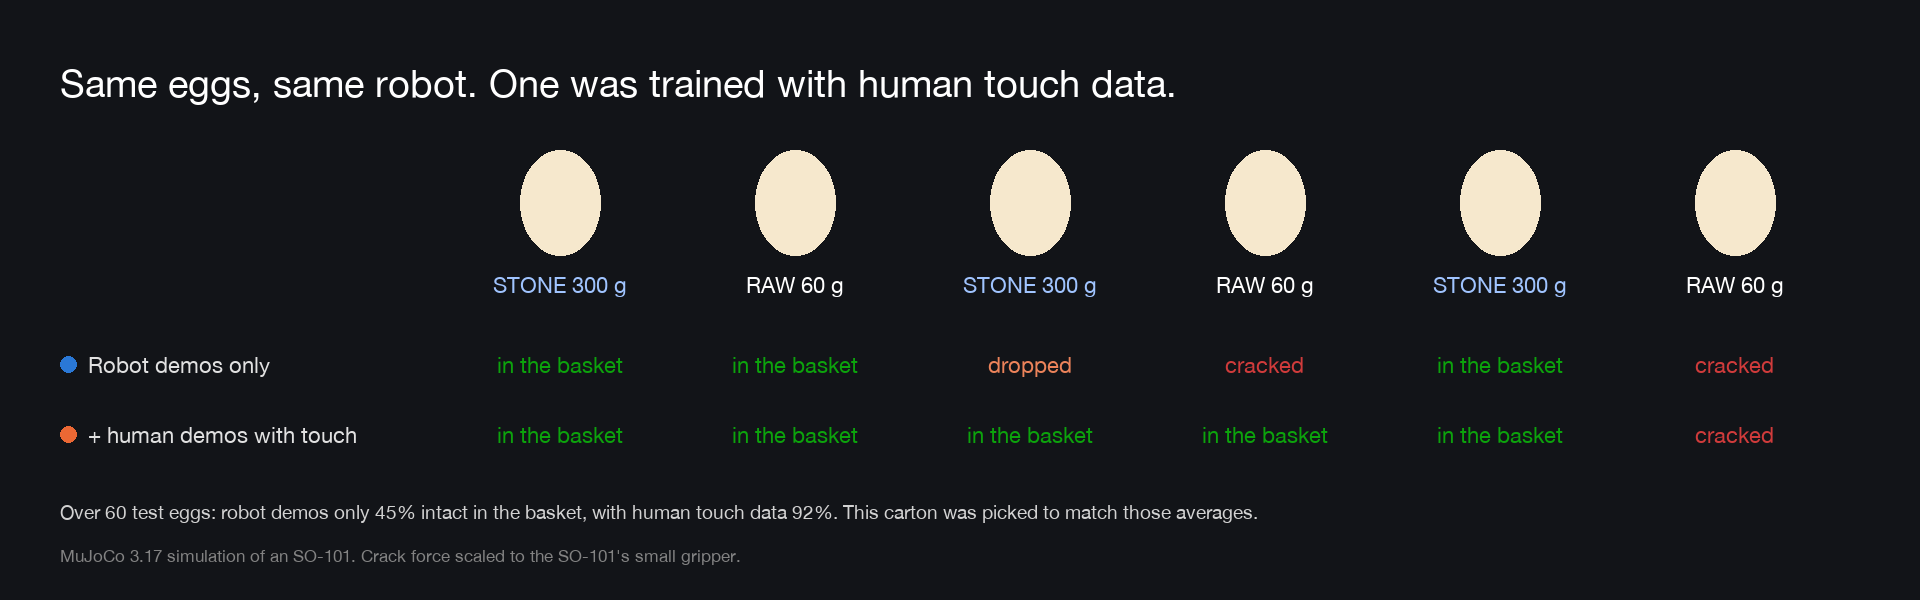 Same eggs, same robot. One was trained with human touch data.
STONE 300 g RAW 60 g STONE 300 g RAW 60 g STONE 300 g RAW 60 g
Robot demos only in the basket in the basket dropped cracked in the basket cracked
+ human demos with touch in the basket in the basket in the basket in the basket in the basket cracked
Over 60 test eggs: robot demos only 45% intact in the basket, with human touch data 92%. This carton was picked to match those averages.
MuJoCo 3.17 simulation of an SO-101. Crack force scaled to the SO-101's small gripper.